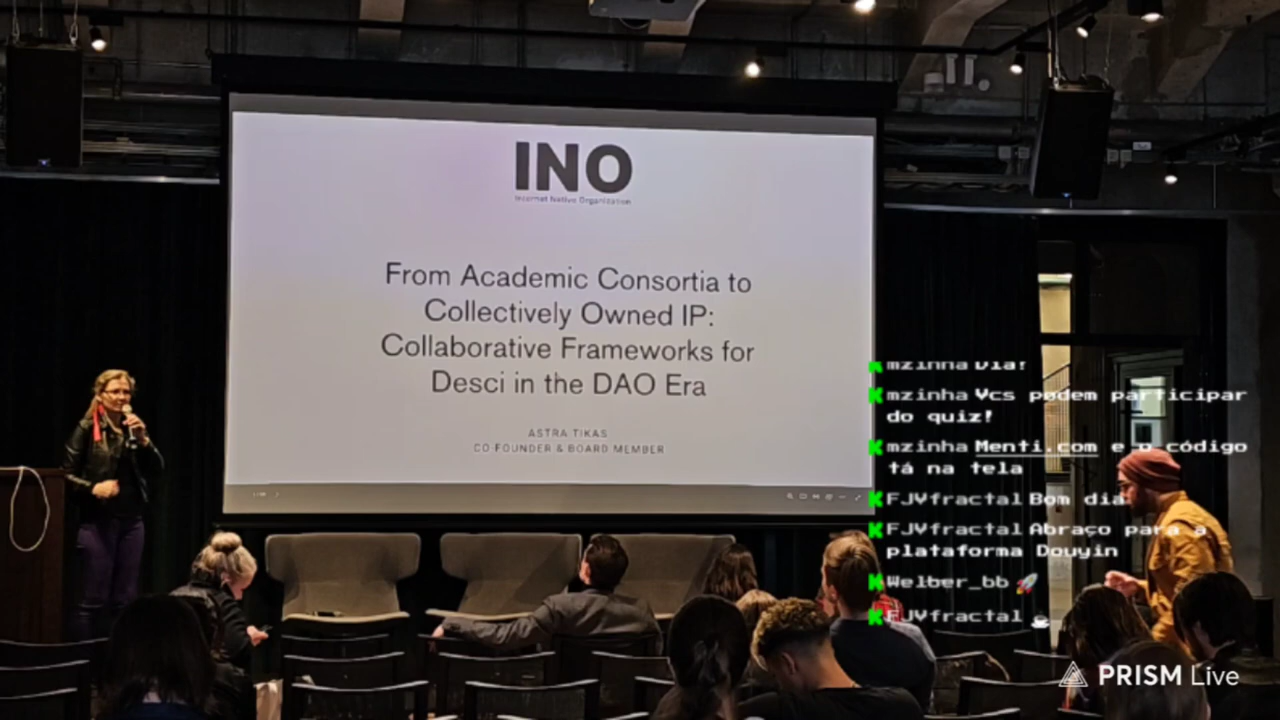 INO
Internet Native Organization
From Academic Consortia to
Collectively Owned IP:
Collaborative Frameworks for
Desci in the DAO Era
ASTRA TIKAS
CO-FOUNDER & BOARD MEMBER
mzinha Dia!
mzinha Vcs podem participar
do quiz!
mzinha Menti.com e o código
tá na tela
FJVfractal Bom dia
FJVfractal Abraço para a
plataforma Douyin
Welber_bb 🚀
FJVfractal ☕
PRISM Live